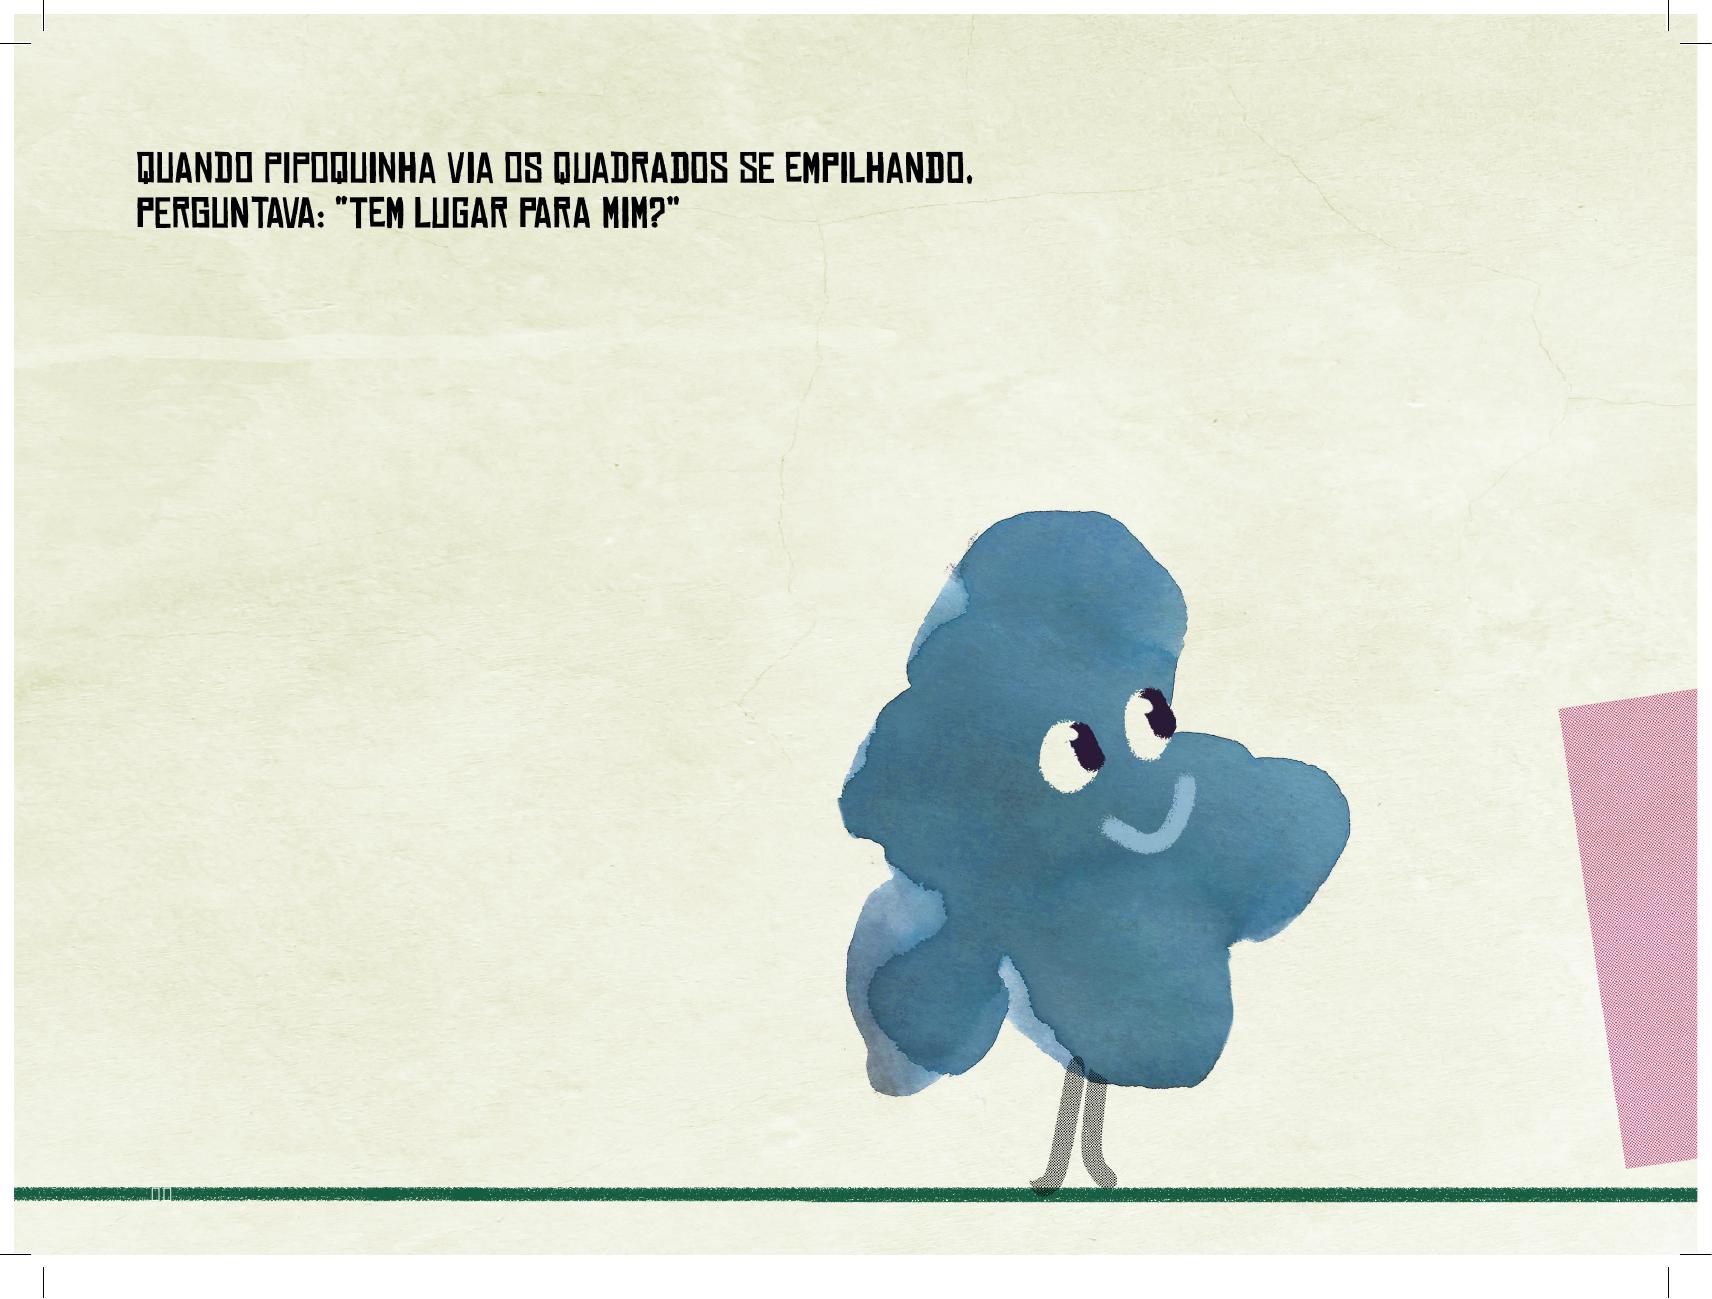 QUANDO PIPOQUINHA VIA OS QUADRADOS SE EMPILHANDO,
PERGUNTAVA: "TEM LUGAR PARA MIM?"